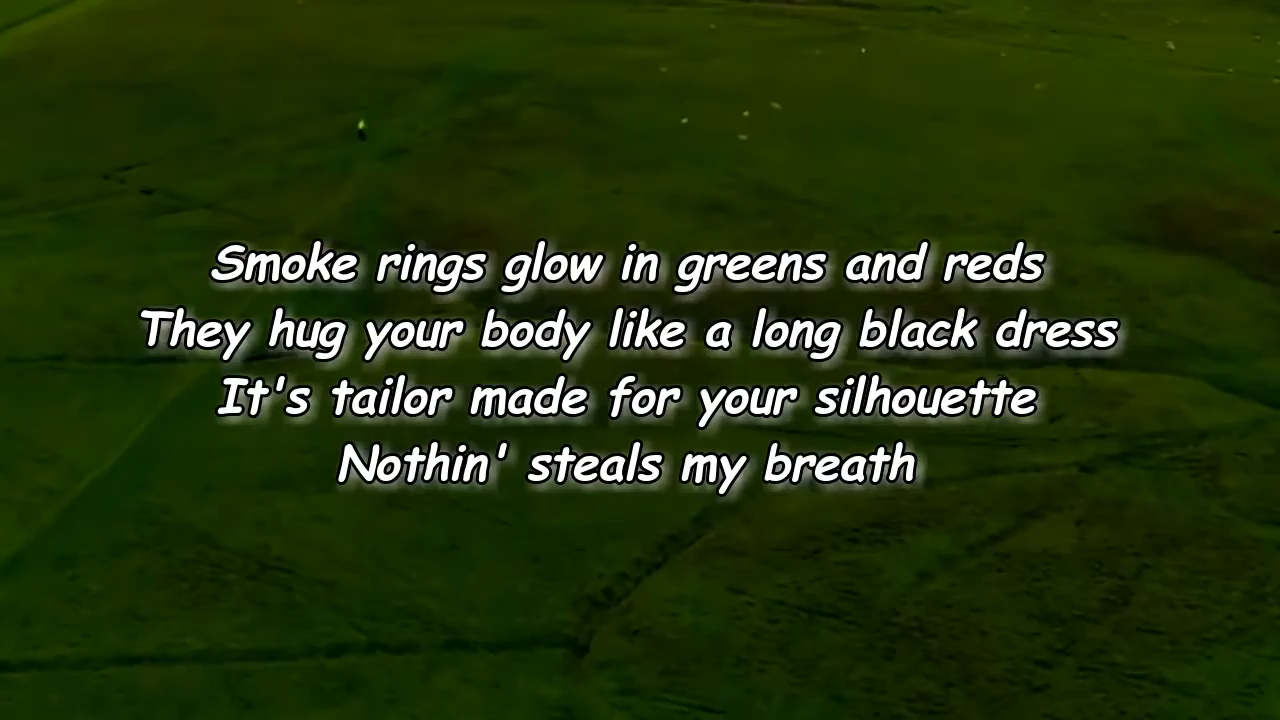 Smoke rings glow in greens and reds
They hug your body like a long black dress
It's tailor made for your silhouette
Nothin' steals my breath